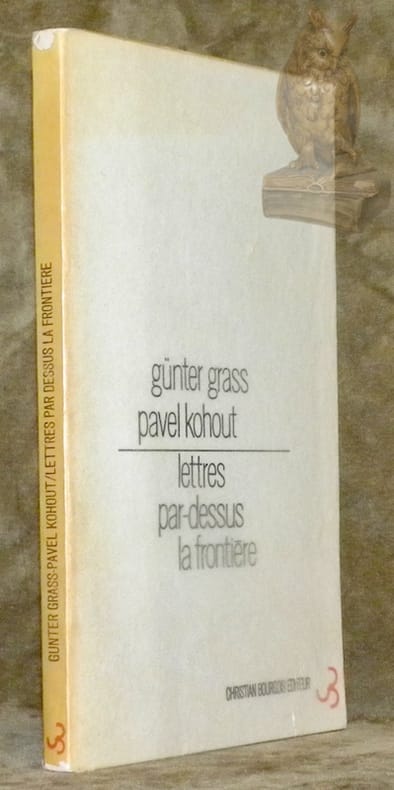 GÜNTER GRASS-PAVEL KOHOUT/LETTRES PAR DESSUS LA FRONTIERE
günter grass
pavel kohout
lettres
par-dessus
la frontière
CHRISTIAN BOURGOIS EDITEUR